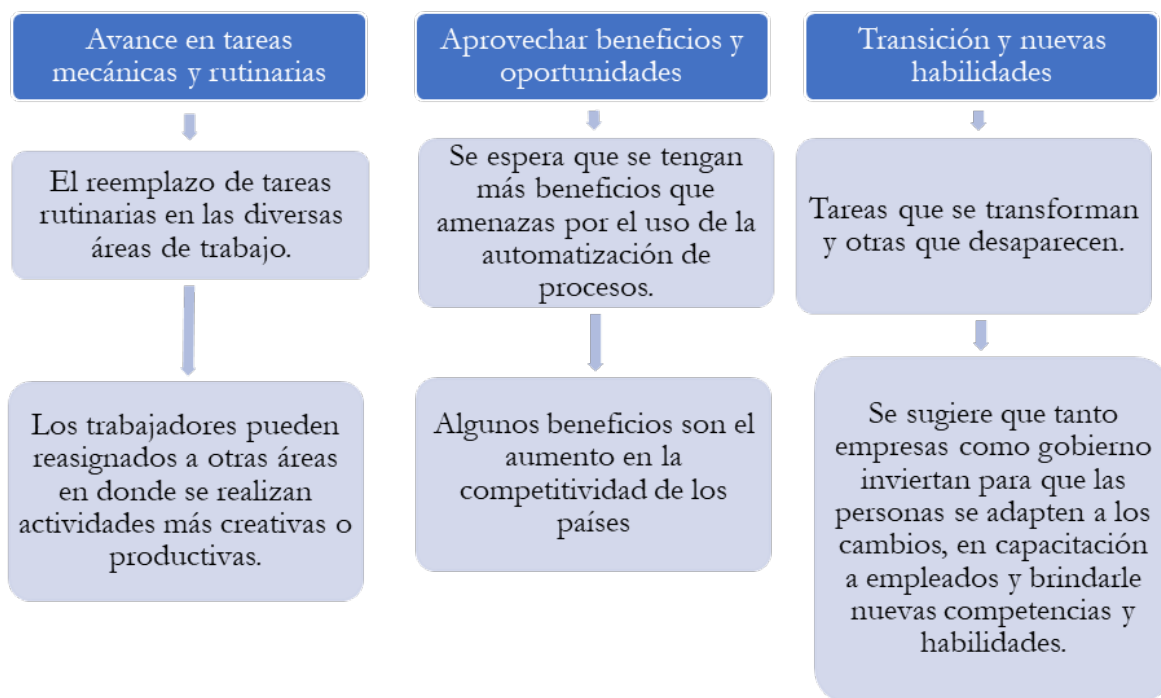 Avance en tareas
mecánicas y rutinarias
El reemplazo de tareas
rutinarias en las diversas
áreas de trabajo.
Los trabajadores pueden
reasignados a otras áreas
en donde se realizan
actividades más creativas o
productivas.
Aprovechar beneficios y
oportunidades
Se espera que se tengan
más beneficios que
amenazas por el uso de la
automatización de
procesos.
Algunos beneficios son el
aumento en la
competitividad de los
países
Transición y nuevas
habilidades
Tareas que se transforman
y otras que desaparecen.
Se sugiere que tanto
empresas como gobierno
inviertan para que las
personas se adapten a los
cambios, en capacitación
a empleados y brindarle
nuevas competencias y
habilidades.